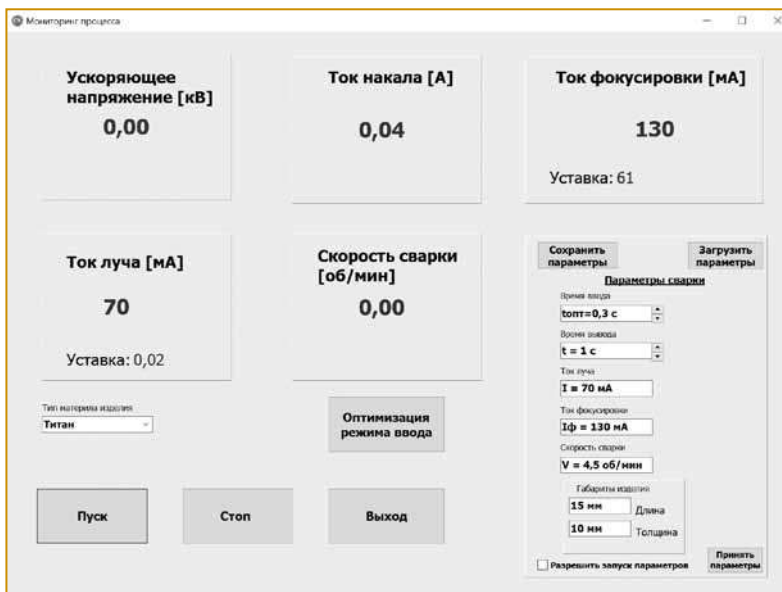 Мониторинг процесса
Ускоряющее
напряжение [кВ]
0,00
Ток накала [А]
0,04
Ток фокусировки [мА]
130
Уставка: 61
Ток луча [мА]
70
Уставка: 0,02
Скорость сварки
[об/мин]
0,00
Сохранить
параметры
Загрузить
параметры
Параметры сварки
Время ввода
tопт=0,3 с
Время вывода
t = 1 с
Ток луча
I = 70 мА
Ток фокусировки
Iф = 130 мА
Скорость сварки
V = 4,5 об/мин
Габариты изделия
15 мм Длина
10 мм Толщина
Разрешить запуск параметров
Принять
параметры
Тип материла изделия
Титан
Оптимизация
режима ввода
Пуск
Стоп
Выход